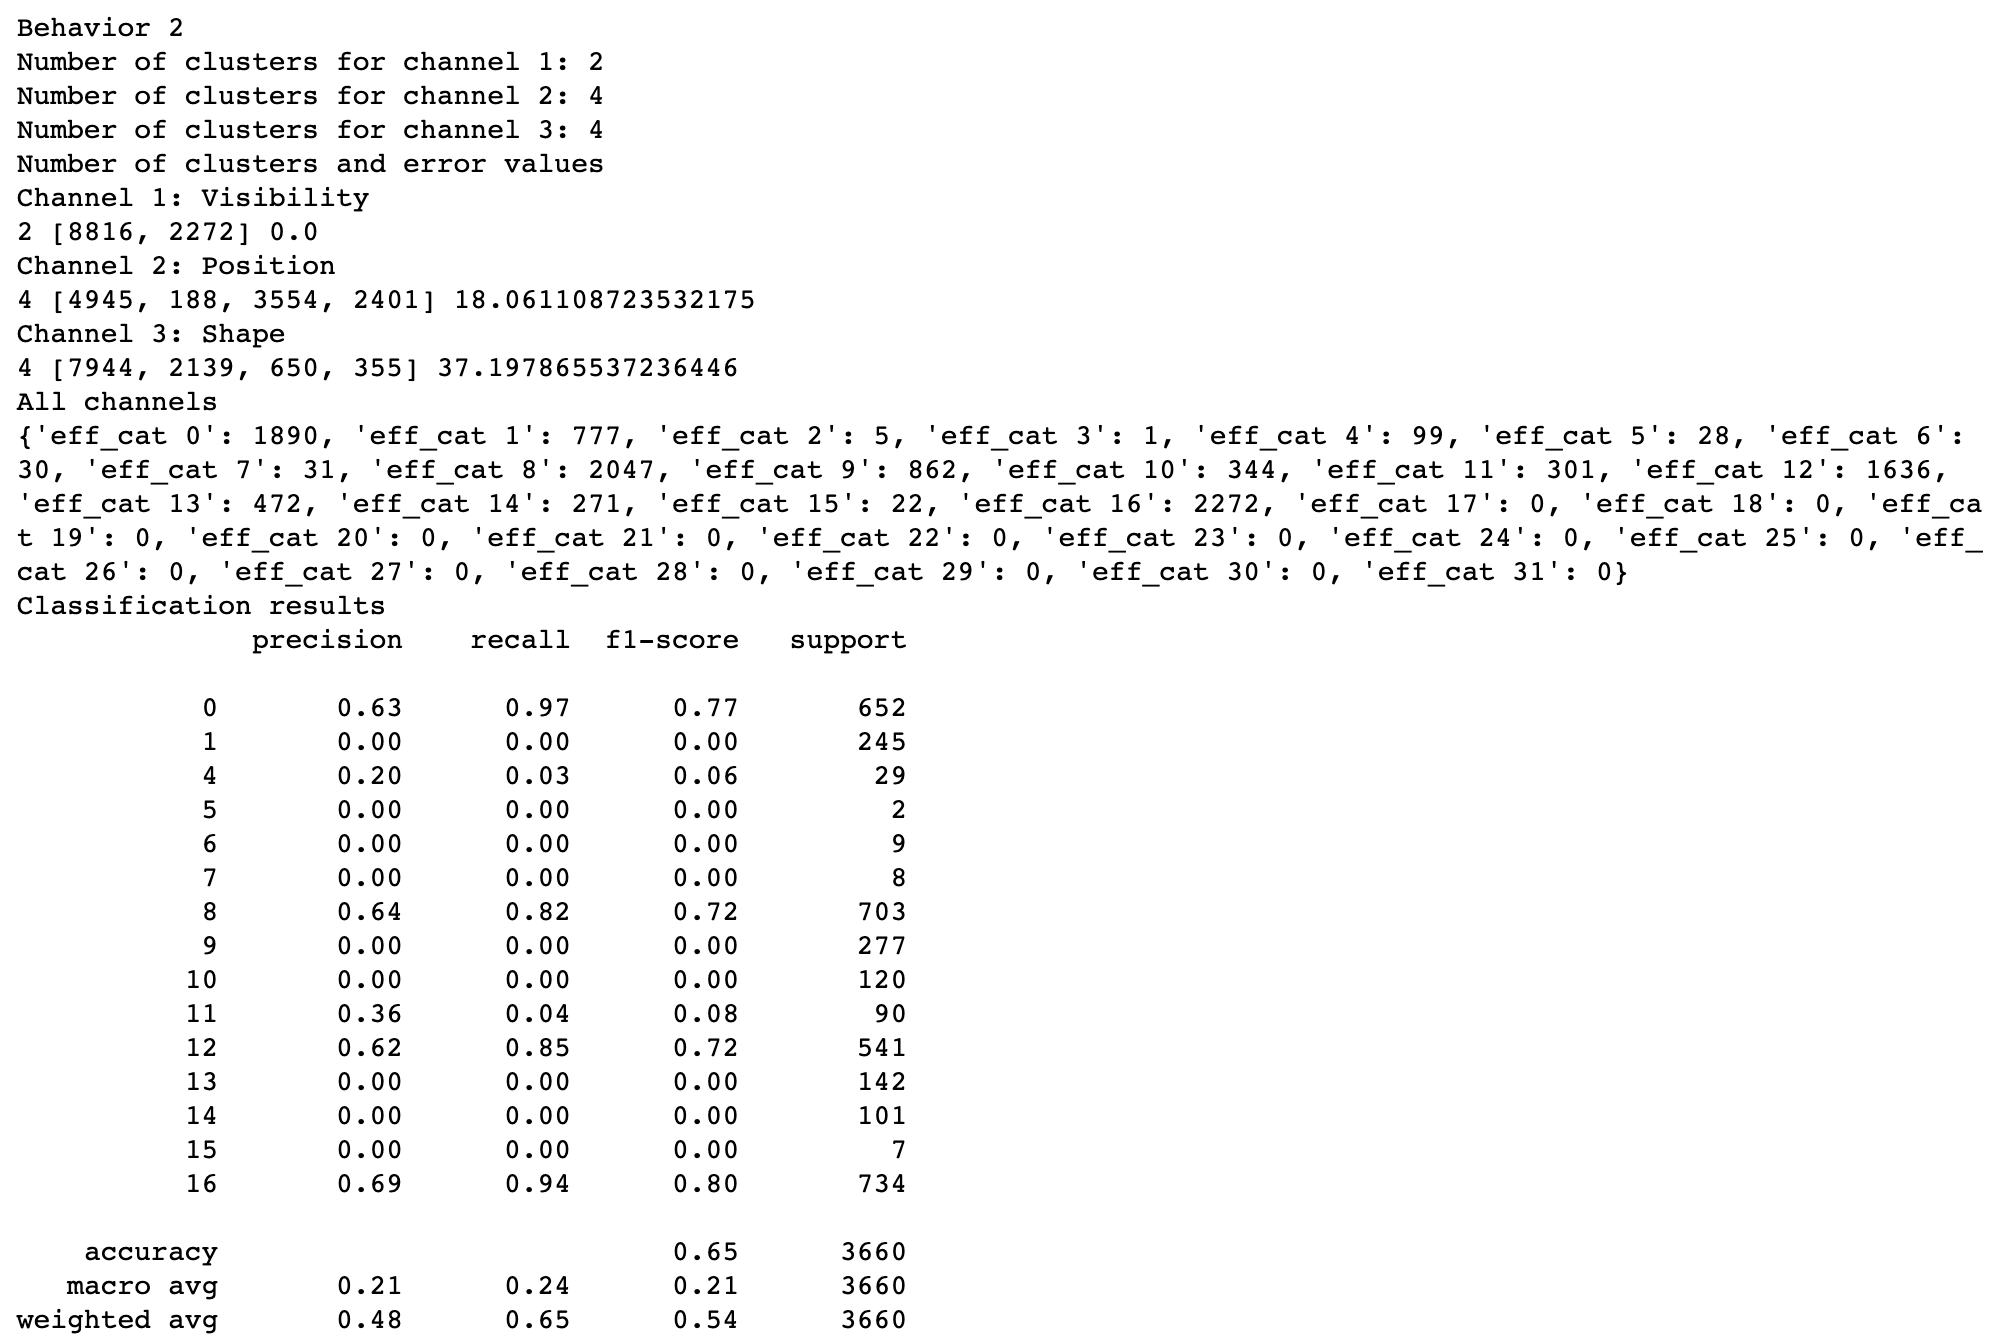 Behavior 2
Number of clusters for channel 1: 2
Number of clusters for channel 2: 4
Number of clusters for channel 3: 4
Number of clusters and error values
Channel 1: Visibility
2 [8816, 2272] 0.0
Channel 2: Position
4 [4945, 188, 3554, 2401] 18.061108723532175
Channel 3: Shape
4 [7944, 2139, 650, 355] 37.197865537236446
All channels
{'eff_cat 0': 1890, 'eff_cat 1': 777, 'eff_cat 2': 5, 'eff_cat 3': 1, 'eff_cat 4': 99, 'eff_cat 5': 28, 'eff_cat 6':
30, 'eff_cat 7': 31, 'eff_cat 8': 2047, 'eff_cat 9': 862, 'eff_cat 10': 344, 'eff_cat 11': 301, 'eff_cat 12': 1636,
'eff_cat 13': 472, 'eff_cat 14': 271, 'eff_cat 15': 22, 'eff_cat 16': 2272, 'eff_cat 17': 0, 'eff_cat 18': 0, 'eff_ca
t 19': 0, 'eff_cat 20': 0, 'eff_cat 21': 0, 'eff_cat 22': 0, 'eff_cat 23': 0, 'eff_cat 24': 0, 'eff_cat 25': 0, 'eff_
cat 26': 0, 'eff_cat 27': 0, 'eff_cat 28': 0, 'eff_cat 29': 0, 'eff_cat 30': 0, 'eff_cat 31': 0}
Classification results
precision recall f1-score support
0 0.63 0.97 0.77 652
1 0.00 0.00 0.00 245
4 0.20 0.03 0.06 29
5 0.00 0.00 0.00 2
6 0.00 0.00 0.00 9
7 0.00 0.00 0.00 8
8 0.64 0.82 0.72 703
9 0.00 0.00 0.00 277
10 0.00 0.00 0.00 120
11 0.36 0.04 0.08 90
12 0.62 0.85 0.72 541
13 0.00 0.00 0.00 142
14 0.00 0.00 0.00 101
15 0.00 0.00 0.00 7
16 0.69 0.94 0.80 734
accuracy 0.65 3660
macro avg 0.21 0.24 0.21 3660
weighted avg 0.48 0.65 0.54 3660